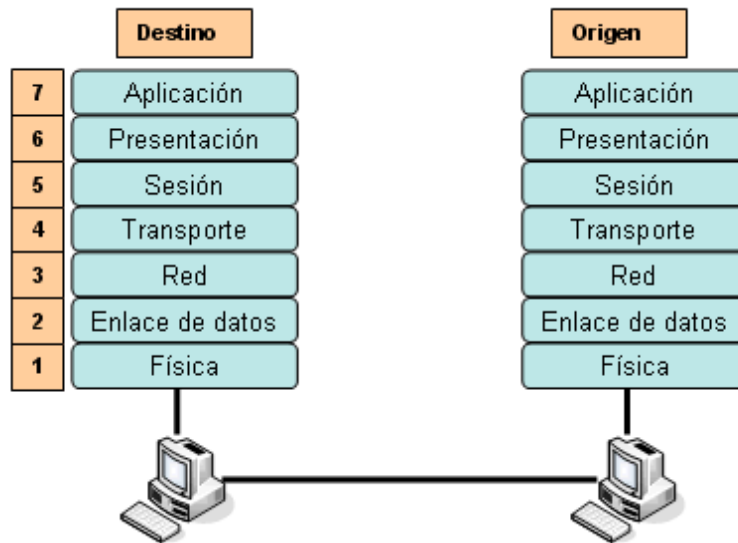 Destino Origen
7 Aplicación Aplicación
6 Presentación Presentación
5 Sesión Sesión
4 Transporte Transporte
3 Red Red
2 Enlace de datos Enlace de datos
1 Física Física